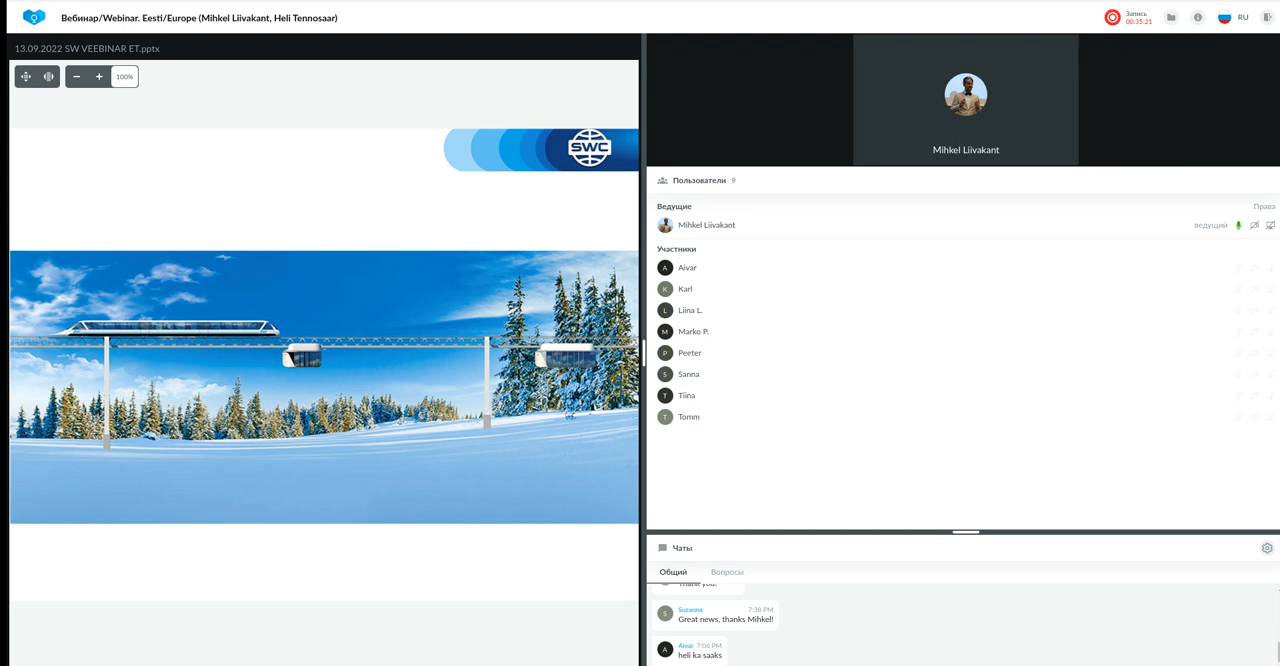 Вебинар/Webinar. Eesti/Europe (Mihkel Liivakant, Heli Tennosaar)
Запись
00:35:21
RU
13.09.2022 SW VEEBINAR ET.pptx
100%
SWC
Mihkel Liivakant
Пользователи 9
Ведущие Права
Mihkel Liivakant ведущий
Участники
A Aivar
K Karl
L Liina L.
M Marko P.
P Peeter
S Sanna
T Tiina
T Tomm
Чаты
Общий Вопросы
Thank you!
S Suzanna 7:38 PM
Great news, thanks Mihkel!
A Aivar 7:06 PM
heli ka saaks